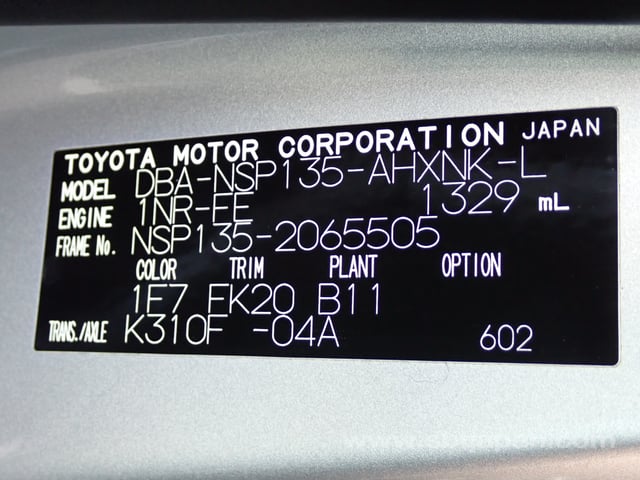 TOYOTA MOTOR CORPORATION JAPAN
MODEL DBA-NSP135-AHXNK-L
ENGINE 1NR-FE 1329 mL
FRAME No. NSP135-2065505
COLOR TRIM PLANT OPTION
1F7 FK20 B11
TRANS./AXLE K310F -04A 602